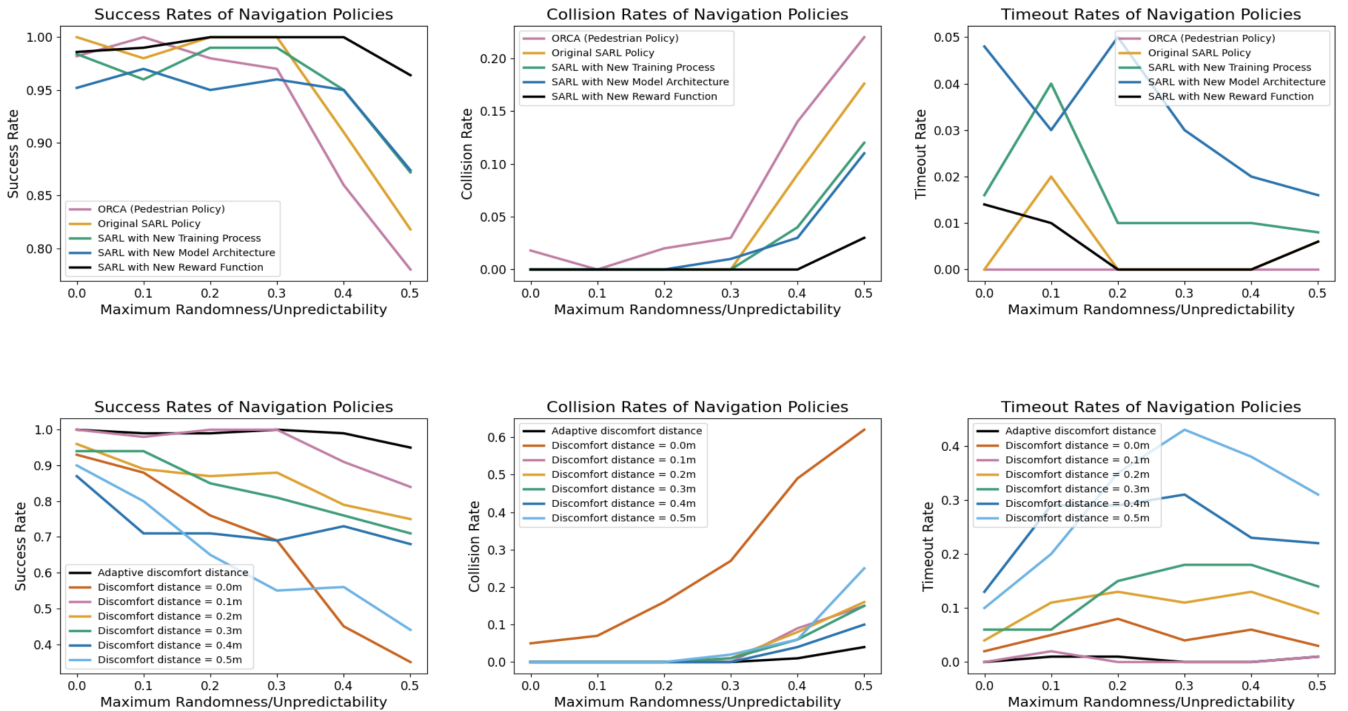 Success Rates of Navigation Policies
Success Rate
1.00
0.95
0.90
0.85
0.80
ORCA (Pedestrian Policy)
Original SARL Policy
SARL with New Training Process
SARL with New Model Architecture
SARL with New Reward Function
0.0 0.1 0.2 0.3 0.4 0.5
Maximum Randomness/Unpredictability
Collision Rates of Navigation Policies
Collision Rate
0.20
0.15
0.10
0.05
0.00
ORCA (Pedestrian Policy)
Original SARL Policy
SARL with New Training Process
SARL with New Model Architecture
SARL with New Reward Function
0.0 0.1 0.2 0.3 0.4 0.5
Maximum Randomness/Unpredictability
Timeout Rates of Navigation Policies
Timeout Rate
0.05
0.04
0.03
0.02
0.01
0.00
ORCA (Pedestrian Policy)
Original SARL Policy
SARL with New Training Process
SARL with New Model Architecture
SARL with New Reward Function
0.0 0.1 0.2 0.3 0.4 0.5
Maximum Randomness/Unpredictability
Success Rates of Navigation Policies
Success Rate
1.0
0.9
0.8
0.7
0.6
0.5
0.4
Adaptive discomfort distance
Discomfort distance = 0.0m
Discomfort distance = 0.1m
Discomfort distance = 0.2m
Discomfort distance = 0.3m
Discomfort distance = 0.4m
Discomfort distance = 0.5m
0.0 0.1 0.2 0.3 0.4 0.5
Maximum Randomness/Unpredictability
Collision Rates of Navigation Policies
Collision Rate
0.6
0.5
0.4
0.3
0.2
0.1
0.0
Adaptive discomfort distance
Discomfort distance = 0.0m
Discomfort distance = 0.1m
Discomfort distance = 0.2m
Discomfort distance = 0.3m
Discomfort distance = 0.4m
Discomfort distance = 0.5m
0.0 0.1 0.2 0.3 0.4 0.5
Maximum Randomness/Unpredictability
Timeout Rates of Navigation Policies
Timeout Rate
0.4
0.3
0.2
0.1
0.0
Adaptive discomfort distance
Discomfort distance = 0.0m
Discomfort distance = 0.1m
Discomfort distance = 0.2m
Discomfort distance = 0.3m
Discomfort distance = 0.4m
Discomfort distance = 0.5m
0.0 0.1 0.2 0.3 0.4 0.5
Maximum Randomness/Unpredictability